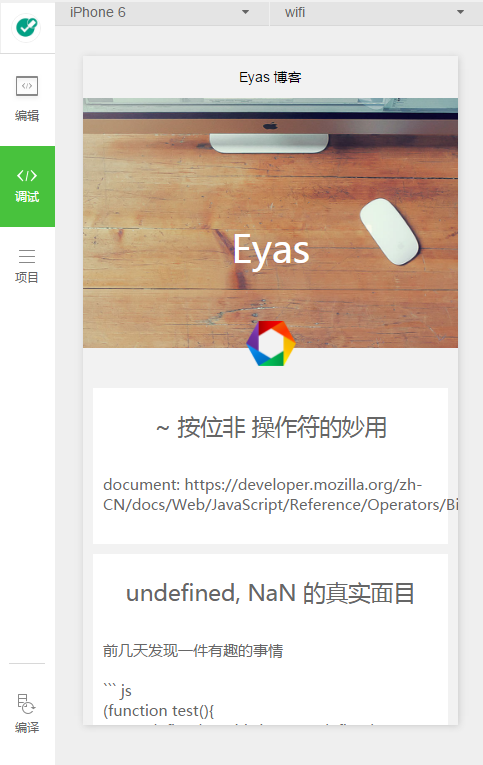 iPhone 6
wifi
编辑
调试
项目
编译
Eyas 博客
Eyas
~ 按位非 操作符的妙用
document: https://developer.mozilla.org/zh-
CN/docs/Web/JavaScript/Reference/Operators/Bi
undefined, NaN 的真实面目
前几天发现一件有趣的事情
``` js
(function test(){